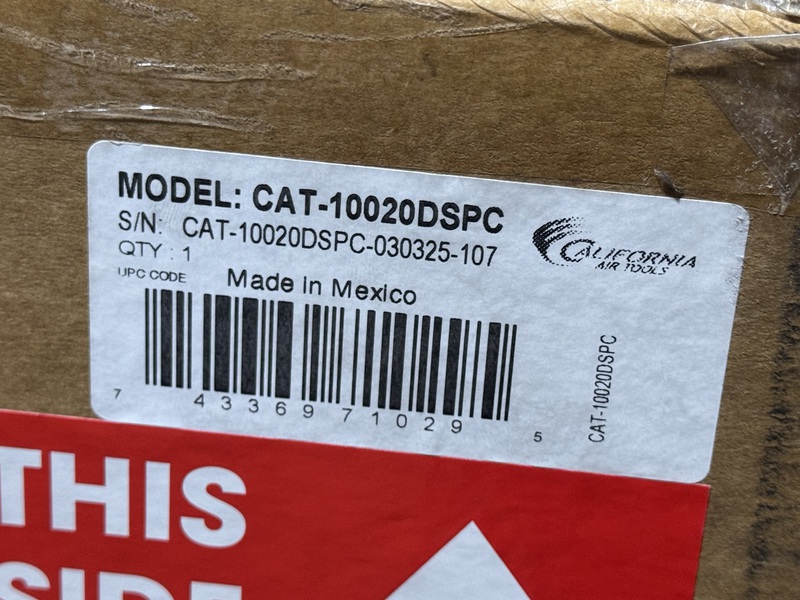 MODEL: CAT-10020DSPC
S/N: CAT-10020DSPC-030325-107
QTY : 1
CALIFORNIA
AIR TOOLS
UPC CODE
Made in Mexico
7 43369 71029 5
CAT-10020DSPC
THIS
SIDE